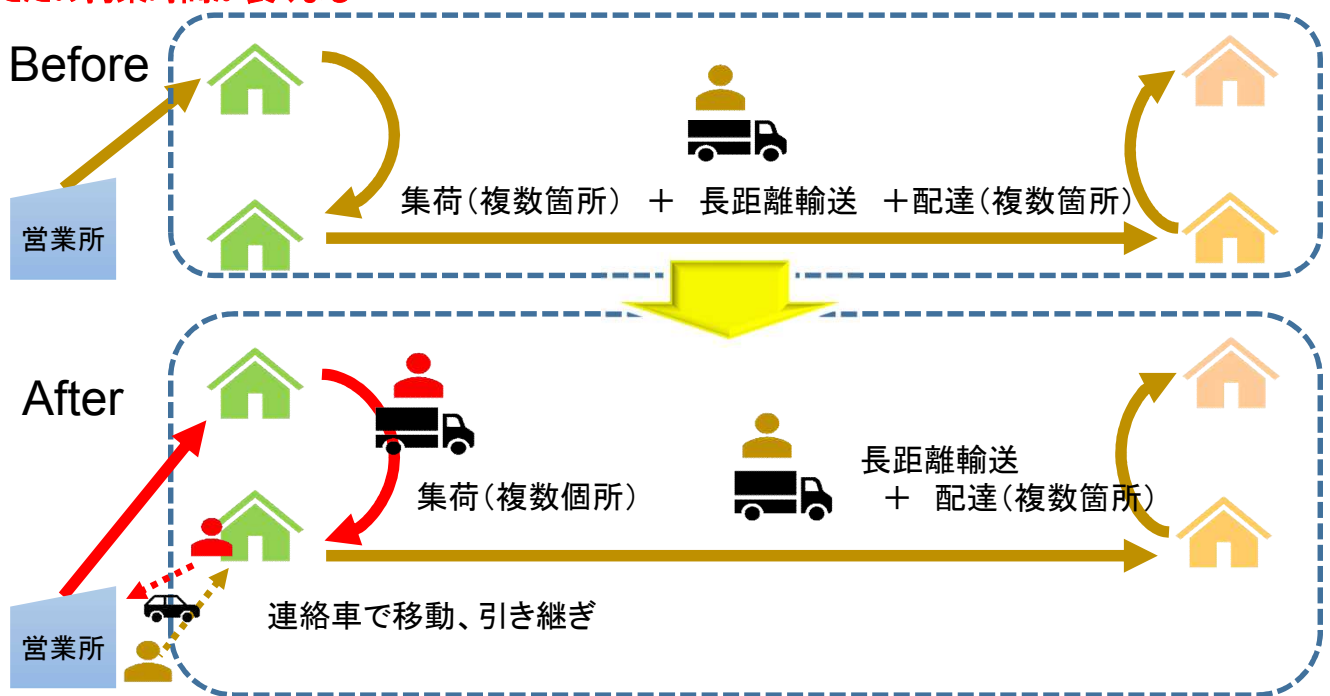 Before
集荷（複数箇所） ＋ 長距離輸送 ＋配達（複数箇所）
営業所
After
長距離輸送
集荷（複数個所）
＋ 配達（複数箇所）
連絡車で移動、引き継ぎ
営業所